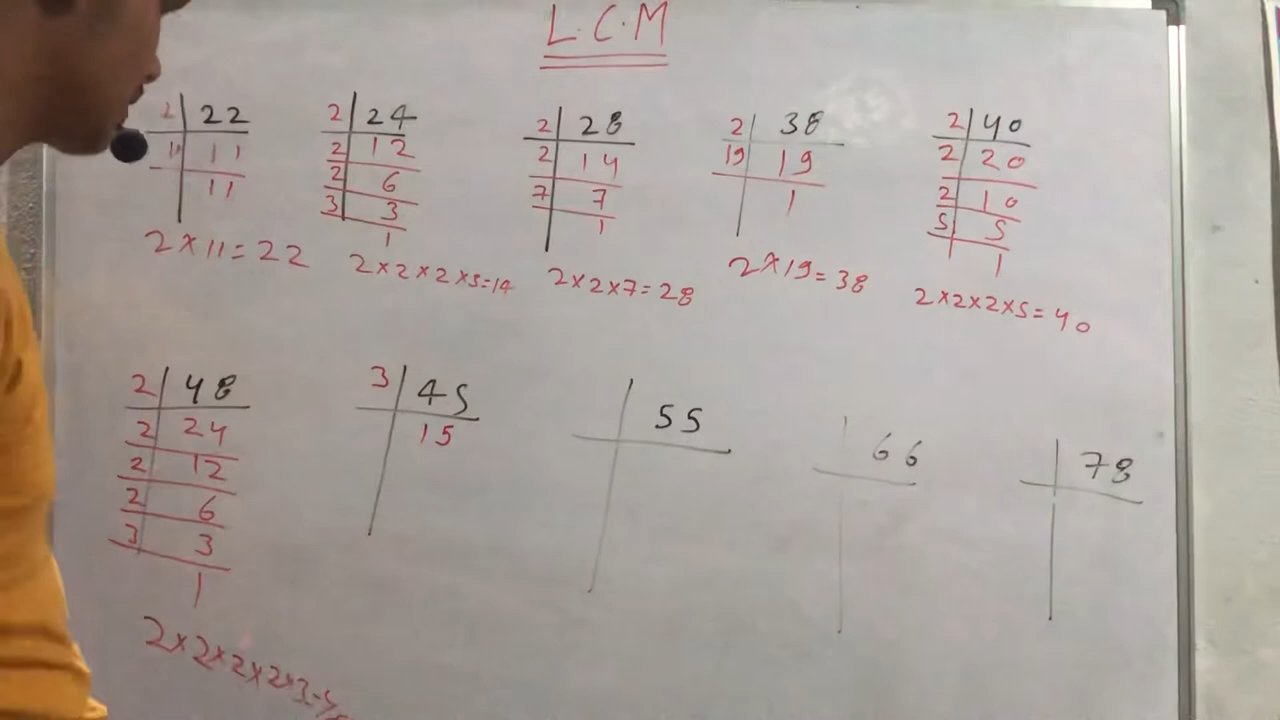 L.C.M
2 | 22
11 | 11
11
2 × 11 = 22
2 | 24
2 | 12
2 | 6
3 | 3
1
2 × 2 × 2 × 5 = 14
2 | 28
2 | 14
7 | 7
1
2 × 2 × 7 = 28
2 | 38
19 | 19
1
2 × 19 = 38
2 | 40
2 | 20
2 | 10
5 | 5
1
2 × 2 × 2 × 5 = 40
2 | 48
2 | 24
2 | 12
2 | 6
3 | 3
1
2 × 2 × 2 × 2 × 3 = 48
3 | 45
15
55
66
78